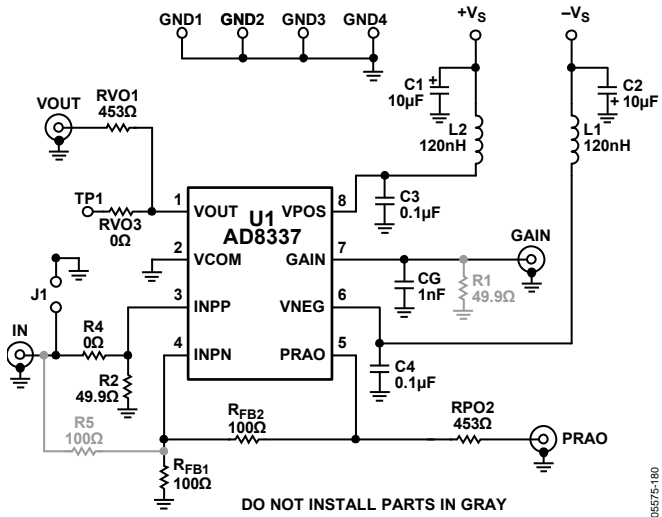 GND1 GND2 GND3 GND4
+VS –VS
C1 + 10µF
C2 + 10µF
L2 120nH
L1 120nH
VOUT
RVO1 453Ω
TP1
RVO3 0Ω
C3 0.1µF
1 VOUT
2 VCOM
3 INPP
4 INPN
U1
AD8337
VPOS 8
GAIN 7
VNEG 6
PRAO 5
GAIN
CG 1nF
R1 49.9Ω
J1
IN
R4 0Ω
R2 49.9Ω
C4 0.1µF
R5 100Ω
RFB2 100Ω
RPO2 453Ω
PRAO
RFB1 100Ω
DO NOT INSTALL PARTS IN GRAY
05575-180